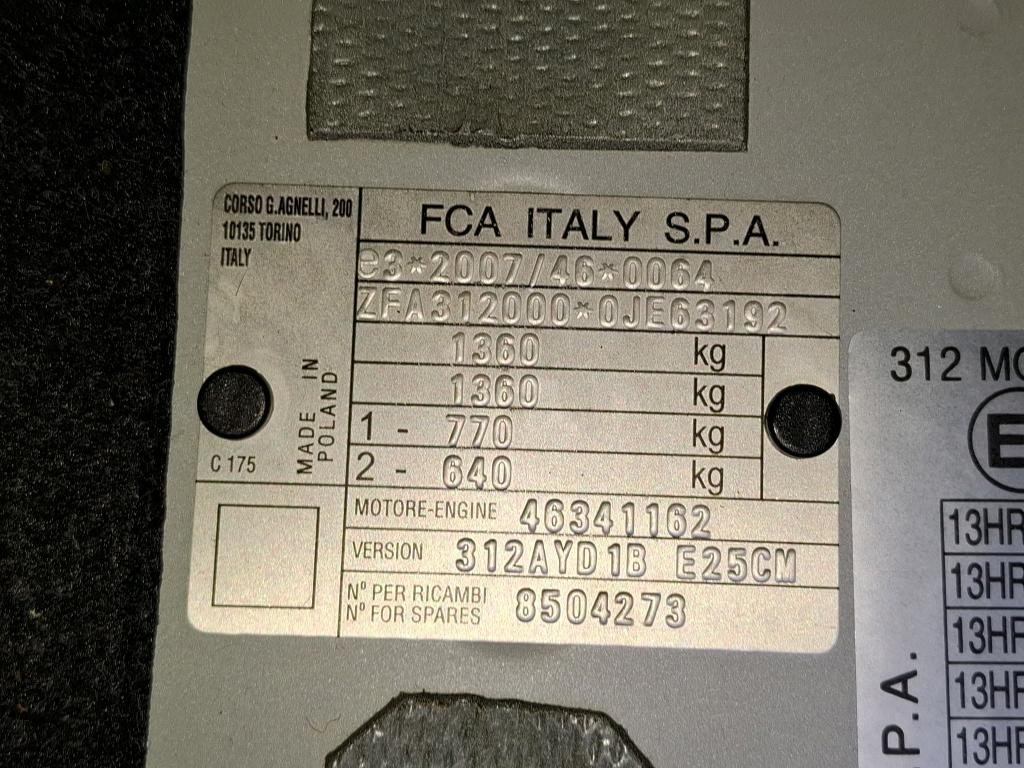 CORSO G.AGNELLI, 200
10135 TORINO
ITALY
FCA ITALY S.P.A.
e3*2007/46*0064
ZFA312000*0JE63192
1360 kg
1360 kg
1 - 770 kg
2 - 640 kg
MADE IN
POLAND
C 175
MOTORE-ENGINE 46341162
VERSION 312AYD1B E25CM
Nº PER RICAMBI
Nº FOR SPARES 8504273
312
E
13HR
13HR
13HR
13HR
13HR
P.A.